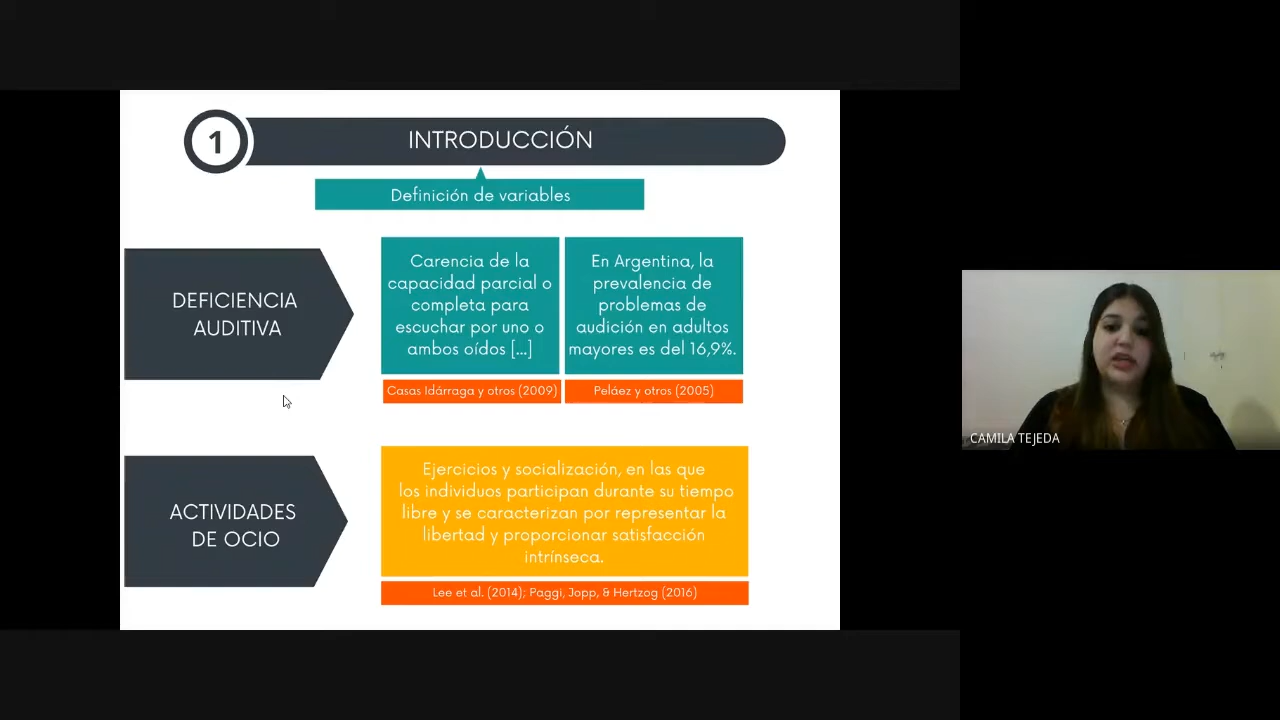 1
INTRODUCCIÓN
Definición de variables
DEFICIENCIA
AUDITIVA
Carencia de la
capacidad parcial o
completa para
escuchar por uno o
ambos oídos [...]
Casas Idárraga y otros (2009)
En Argentina, la
prevalencia de
problemas de
audición en adultos
mayores es del 16,9%.
Peláez y otros (2005)
ACTIVIDADES
DE OCIO
Ejercicios y socialización, en las que
los individuos participan durante su tiempo
libre y se caracterizan por representar la
libertad y proporcionar satisfacción
intrínseca.
Lee et al. (2014); Paggi, Jopp, & Hertzog (2016)
CAMILA TEJEDA